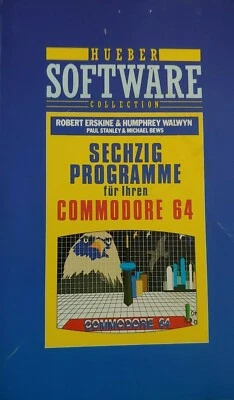 HUEBER
SOFTWARE
COLLECTION
ROBERT ERSKINE & HUMPHREY WALWYN
PAUL STANLEY & MICHAEL BEWS
SECHZIG
PROGRAMME
für Ihren
COMMODORE 64
COMMODORE 64